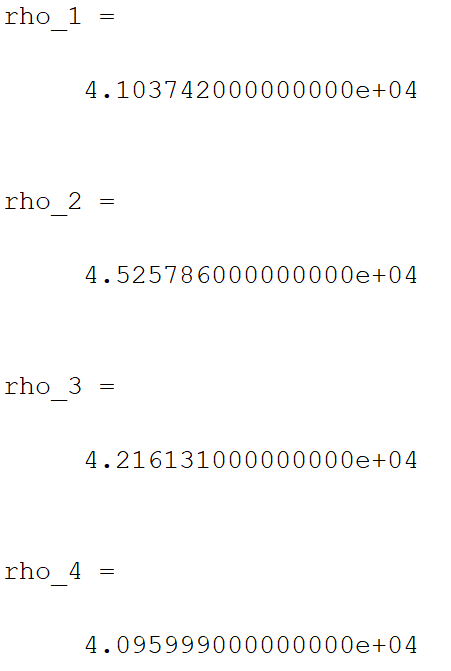 rho_1 =
4.103742000000000e+04
rho_2 =
4.525786000000000e+04
rho_3 =
4.216131000000000e+04
rho_4 =
4.095999000000000e+04